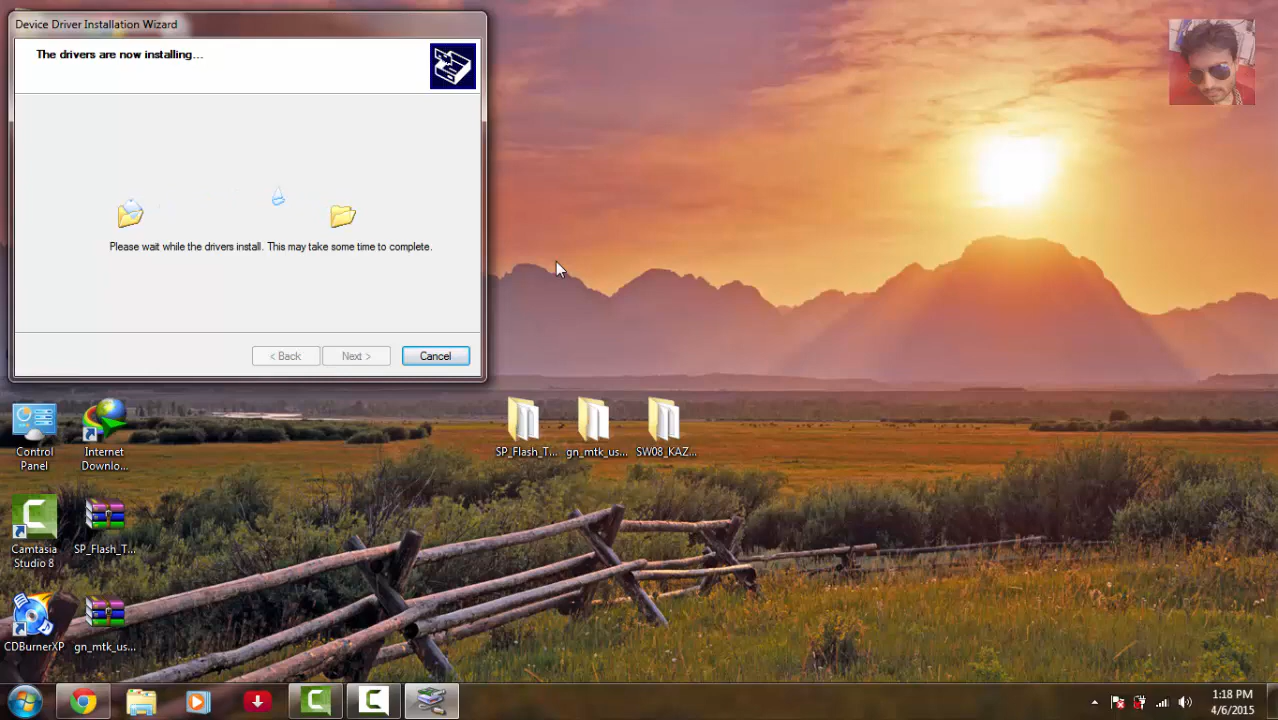 Device Driver Installation Wizard
The drivers are now installing...
Please wait while the drivers install. This may take some time to complete.
< Back
Next >
Cancel
Control
Panel
Internet
Downlo...
SP_Flash_T...
gn_mtk_us...
SW08_KAZ...
Camtasia
Studio 8
SP_Flash_T...
CDBurnerXP
gn_mtk_us...
1:18 PM
4/6/2015